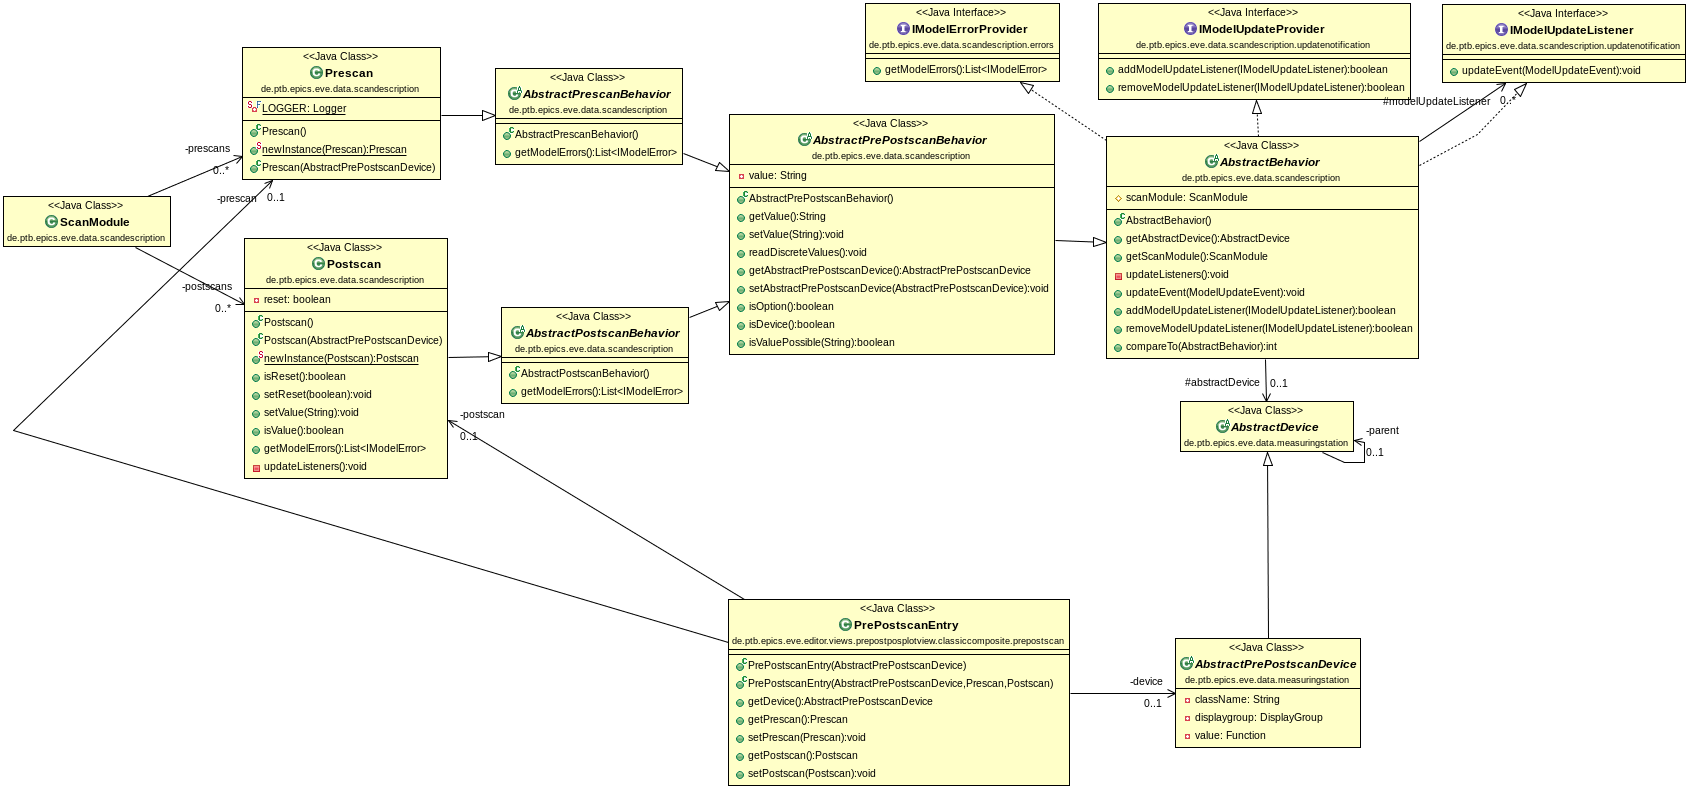 <<Java Interface>>
IModelErrorProvider
de.ptb.epics.eve.data.scandescription.errors
getModelErrors():List<IModelError>
<<Java Interface>>
IModelUpdateProvider
de.ptb.epics.eve.data.scandescription.updatenotification
addModelUpdateListener(IModelUpdateListener):boolean
removeModelUpdateListener(IModelUpdateListener):boolean
<<Java Interface>>
IModelUpdateListener
de.ptb.epics.eve.data.scandescription.updatenotification
updateEvent(ModelUpdateEvent):void
#modelUpdateListener
0..*
<<Java Class>>
Prescan
de.ptb.epics.eve.data.scandescription
LOGGER: Logger
Prescan()
newInstance(Prescan):Prescan
Prescan(AbstractPrePostscanDevice)
<<Java Class>>
AbstractPrescanBehavior
de.ptb.epics.eve.data.scandescription
AbstractPrescanBehavior()
getModelErrors():List<IModelError>
<<Java Class>>
AbstractPrePostscanBehavior
de.ptb.epics.eve.data.scandescription
value: String
AbstractPrePostscanBehavior()
getValue():String
setValue(String):void
readDiscreteValues():void
getAbstractPrePostscanDevice():AbstractPrePostscanDevice
setAbstractPrePostscanDevice(AbstractPrePostscanDevice):void
isOption():boolean
isDevice():boolean
isValuePossible(String):boolean
<<Java Class>>
AbstractBehavior
de.ptb.epics.eve.data.scandescription
scanModule: ScanModule
AbstractBehavior()
getAbstractDevice():AbstractDevice
getScanModule():ScanModule
updateListeners():void
updateEvent(ModelUpdateEvent):void
addModelUpdateListener(IModelUpdateListener):boolean
removeModelUpdateListener(IModelUpdateListener):boolean
compareTo(AbstractBehavior):int
-prescans
0..*
-prescan
0..1
<<Java Class>>
ScanModule
de.ptb.epics.eve.data.scandescription
-postscans
0..*
<<Java Class>>
Postscan
de.ptb.epics.eve.data.scandescription
reset: boolean
Postscan()
Postscan(AbstractPrePostscanDevice)
newInstance(Postscan):Postscan
isReset():boolean
setReset(boolean):void
setValue(String):void
isValue():boolean
getModelErrors():List<IModelError>
updateListeners():void
<<Java Class>>
AbstractPostscanBehavior
de.ptb.epics.eve.data.scandescription
AbstractPostscanBehavior()
getModelErrors():List<IModelError>
-postscan
0..1
#abstractDevice
0..1
<<Java Class>>
AbstractDevice
de.ptb.epics.eve.data.measuringstation
-parent
0..1
<<Java Class>>
PrePostscanEntry
de.ptb.epics.eve.editor.views.prepostposplotview.classiccomposite.prepostscan
PrePostscanEntry(AbstractPrePostscanDevice)
PrePostscanEntry(AbstractPrePostscanDevice,Prescan,Postscan)
getDevice():AbstractPrePostscanDevice
getPrescan():Prescan
setPrescan(Prescan):void
getPostscan():Postscan
setPostscan(Postscan):void
-device
0..1
<<Java Class>>
AbstractPrePostscanDevice
de.ptb.epics.eve.data.measuringstation
className: String
displaygroup: DisplayGroup
value: Function